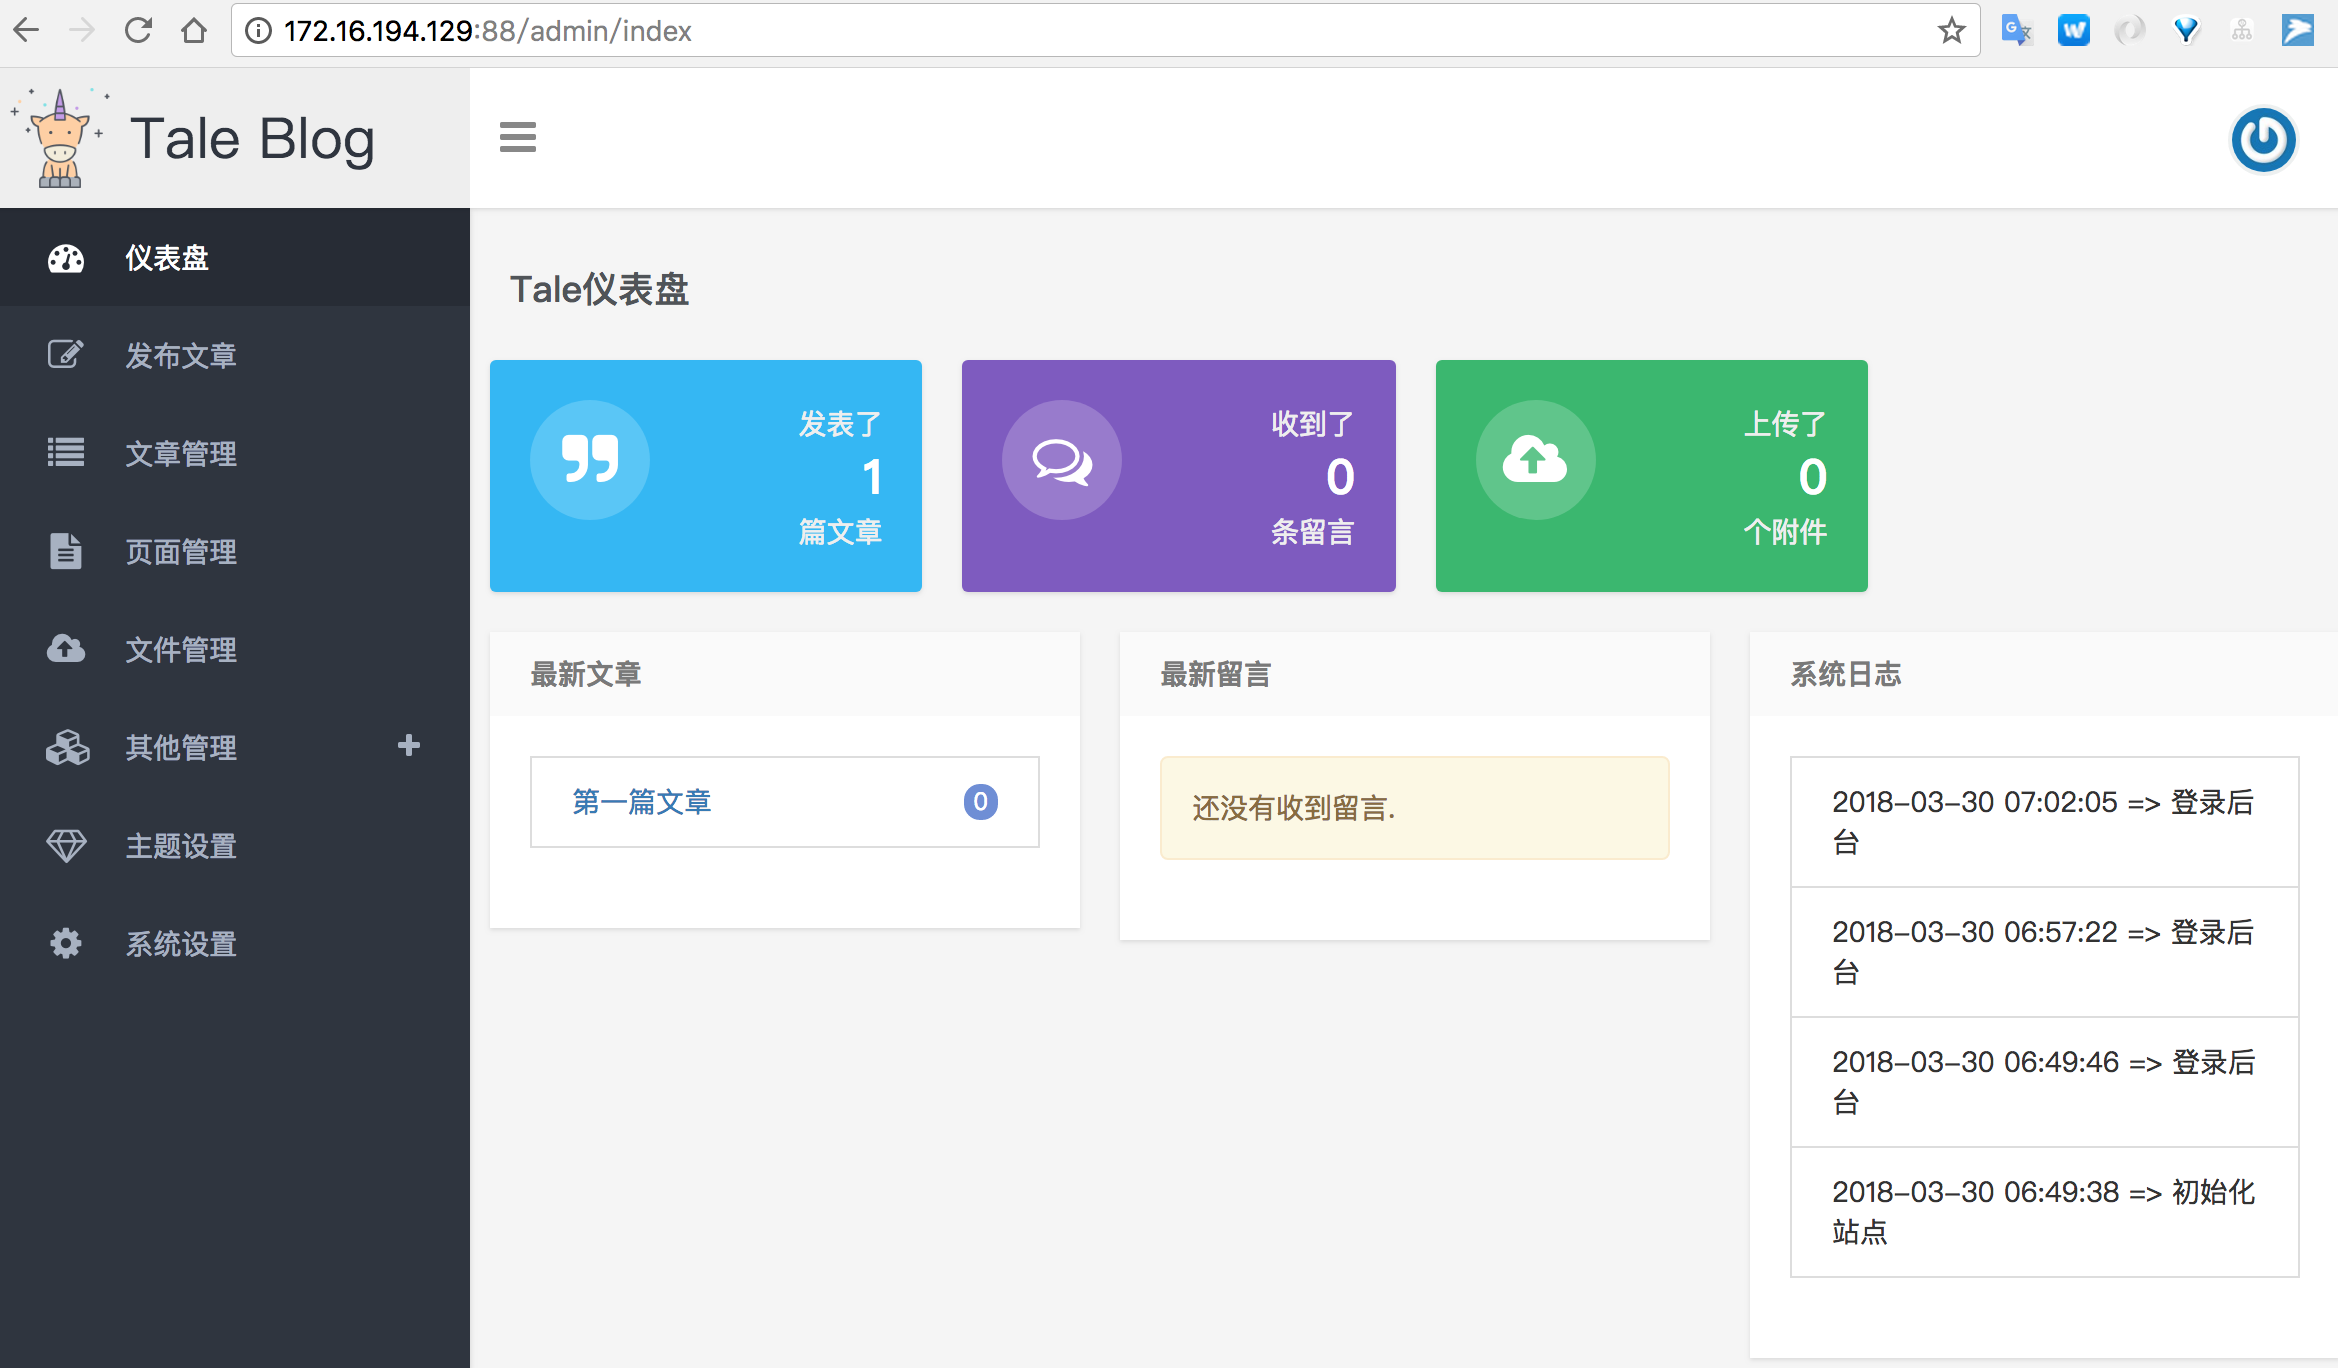 172.16.194.129:88/admin/index
Tale Blog
仪表盘
发布文章
文章管理
页面管理
文件管理
其他管理
主题设置
系统设置
Tale仪表盘
发表了
1
篇文章
收到了
0
条留言
上传了
0
个附件
最新文章
第一篇文章 0
最新留言
还没有收到留言.
系统日志
2018-03-30 07:02:05 => 登录后
台
2018-03-30 06:57:22 => 登录后
台
2018-03-30 06:49:46 => 登录后
台
2018-03-30 06:49:38 => 初始化
站点